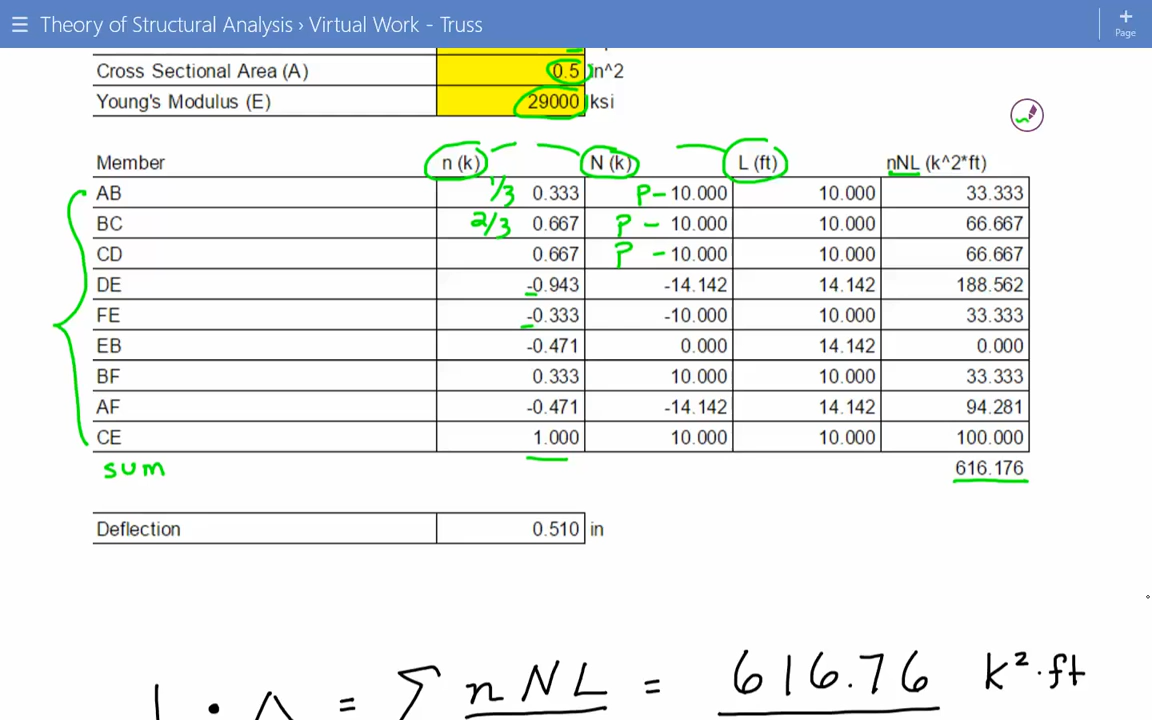 ☰ Theory of Structural Analysis › Virtual Work - Truss + Page
Cross Sectional Area (A) 0.5 in^2
Young's Modulus (E) 29000 ksi
Member n (k) N (k) L (ft) nNL (k^2*ft)
AB 1/3 0.333 P - 10.000 10.000 33.333
BC 2/3 0.667 P - 10.000 10.000 66.667
CD 0.667 P - 10.000 10.000 66.667
DE -0.943 -14.142 14.142 188.562
FE -0.333 -10.000 10.000 33.333
EB -0.471 0.000 14.142 0.000
BF 0.333 10.000 10.000 33.333
AF -0.471 -14.142 14.142 94.281
CE 1.000 10.000 10.000 100.000
sum 616.176
Deflection 0.510 in
1 · Δ = Σ nNL = 616.76 k²·ft